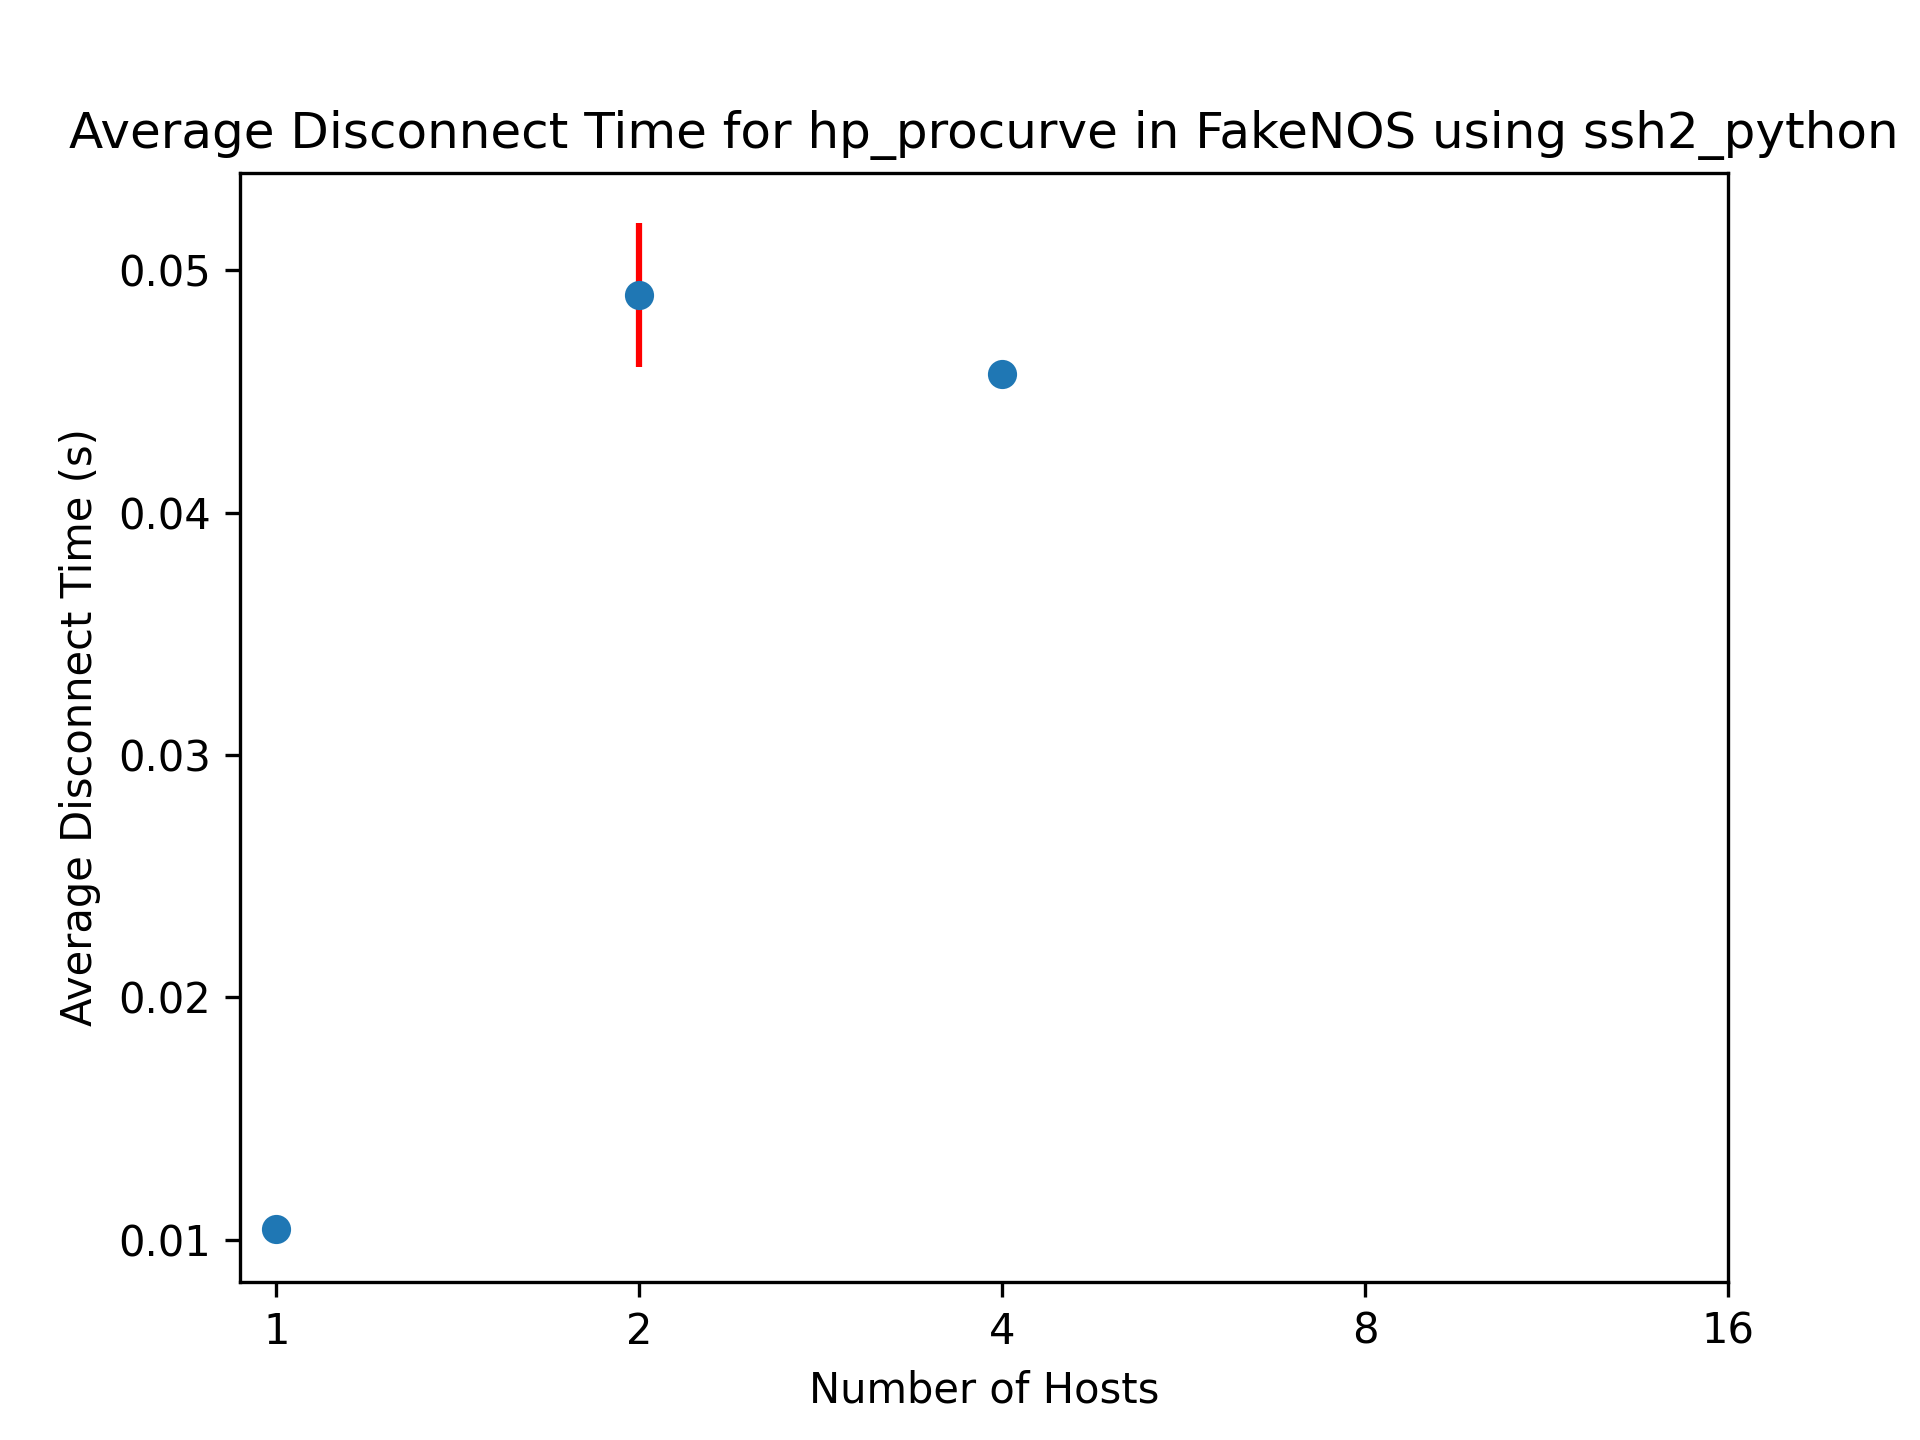 Average Disconnect Time for hp_procurve in FakeNOS using ssh2_python
0.05
0.04
0.03
0.02
0.01
Average Disconnect Time (s)
1 2 4 8 16
Number of Hosts